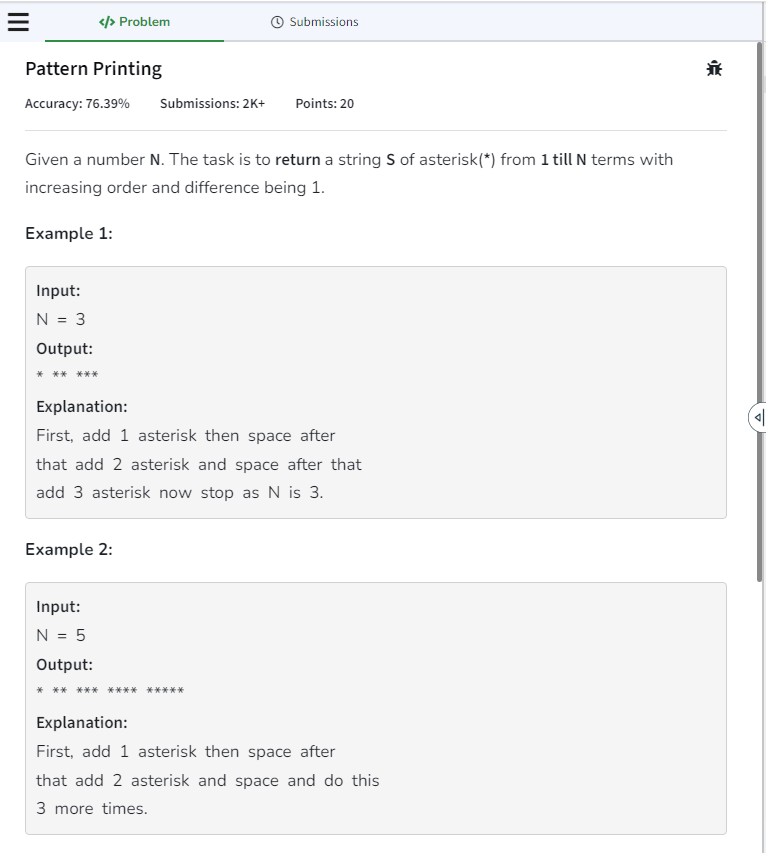 </> Problem Submissions
Pattern Printing
Accuracy: 76.39% Submissions: 2K+ Points: 20
Given a number N. The task is to return a string S of asterisk(*) from 1 till N terms with
increasing order and difference being 1.
Example 1:
Input:
N = 3
Output:
* ** ***
Explanation:
First, add 1 asterisk then space after
that add 2 asterisk and space after that
add 3 asterisk now stop as N is 3.
Example 2:
Input:
N = 5
Output:
* ** *** **** *****
Explanation:
First, add 1 asterisk then space after
that add 2 asterisk and space and do this
3 more times.